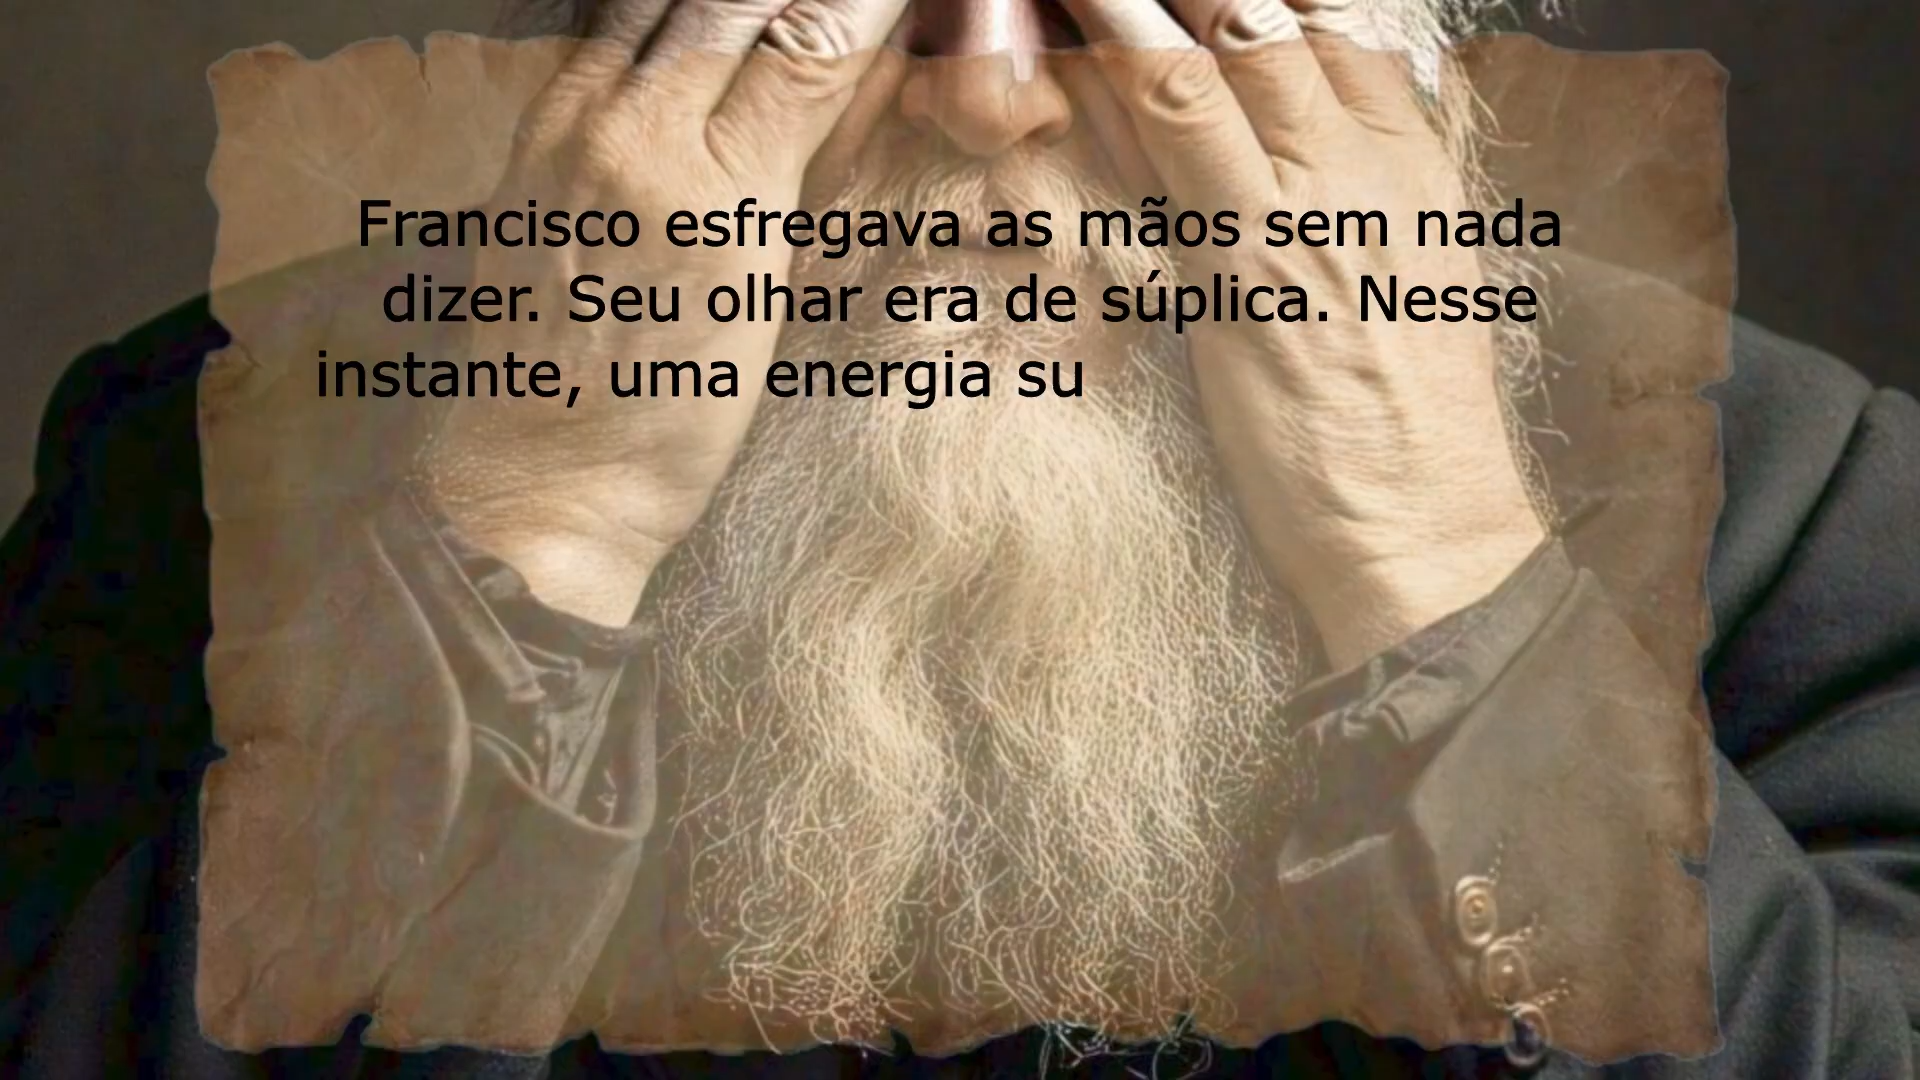 Francisco esfregava as mãos sem nada
dizer. Seu olhar era de súplica. Nesse
instante, uma energia su